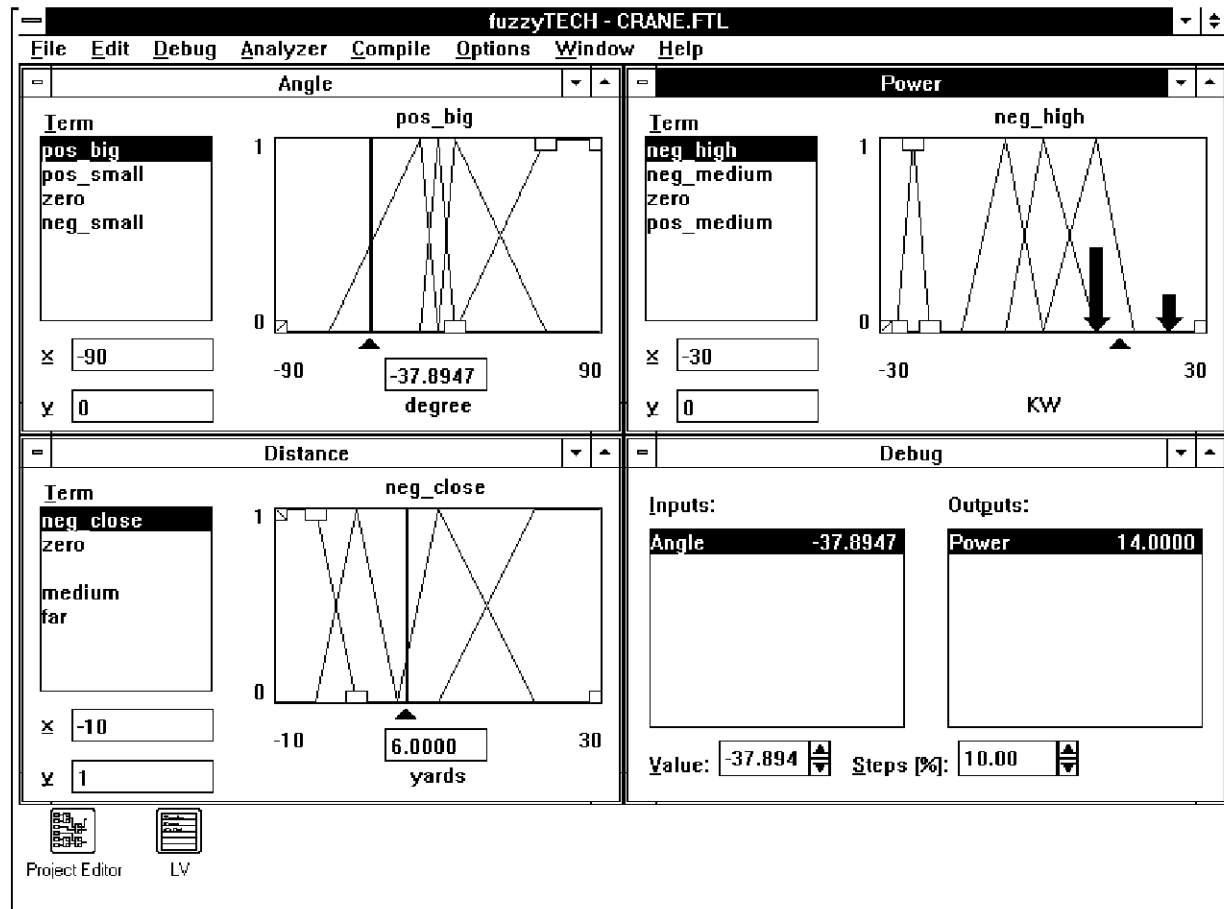 fuzzyTECH - CRANE.FTL
File Edit Debug Analyzer Compile Options Window Help
Angle
Term
pos_big
pos_small
zero
neg_small
pos_big
1
0
x -90
y 0
-90
-37.8947
90
degree
Power
Term
neg_high
neg_medium
zero
pos_medium
neg_high
1
0
x -30
y 0
-30
30
KW
Distance
Term
neg_close
zero
medium
far
neg_close
1
0
x -10
y 1
-10
6.0000
30
yards
Debug
Inputs:
Angle -37.8947
Outputs:
Power 14.0000
Value: -37.894
Steps [%]: 10.00
Project Editor
LV